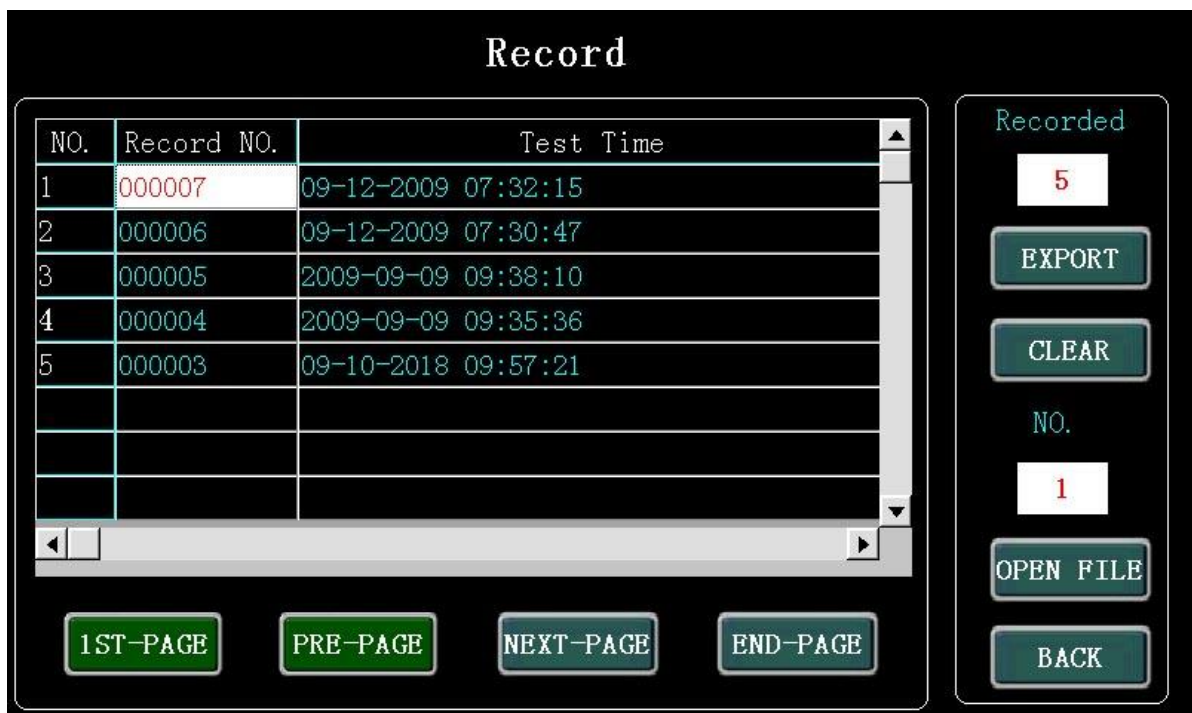 Record
NO. Record NO. Test Time
1 000007 09-12-2009 07:32:15
2 000006 09-12-2009 07:30:47
3 000005 2009-09-09 09:38:10
4 000004 2009-09-09 09:35:36
5 000003 09-10-2018 09:57:21
1ST-PAGE PRE-PAGE NEXT-PAGE END-PAGE
Recorded
5
EXPORT
CLEAR
NO.
1
OPEN FILE
BACK